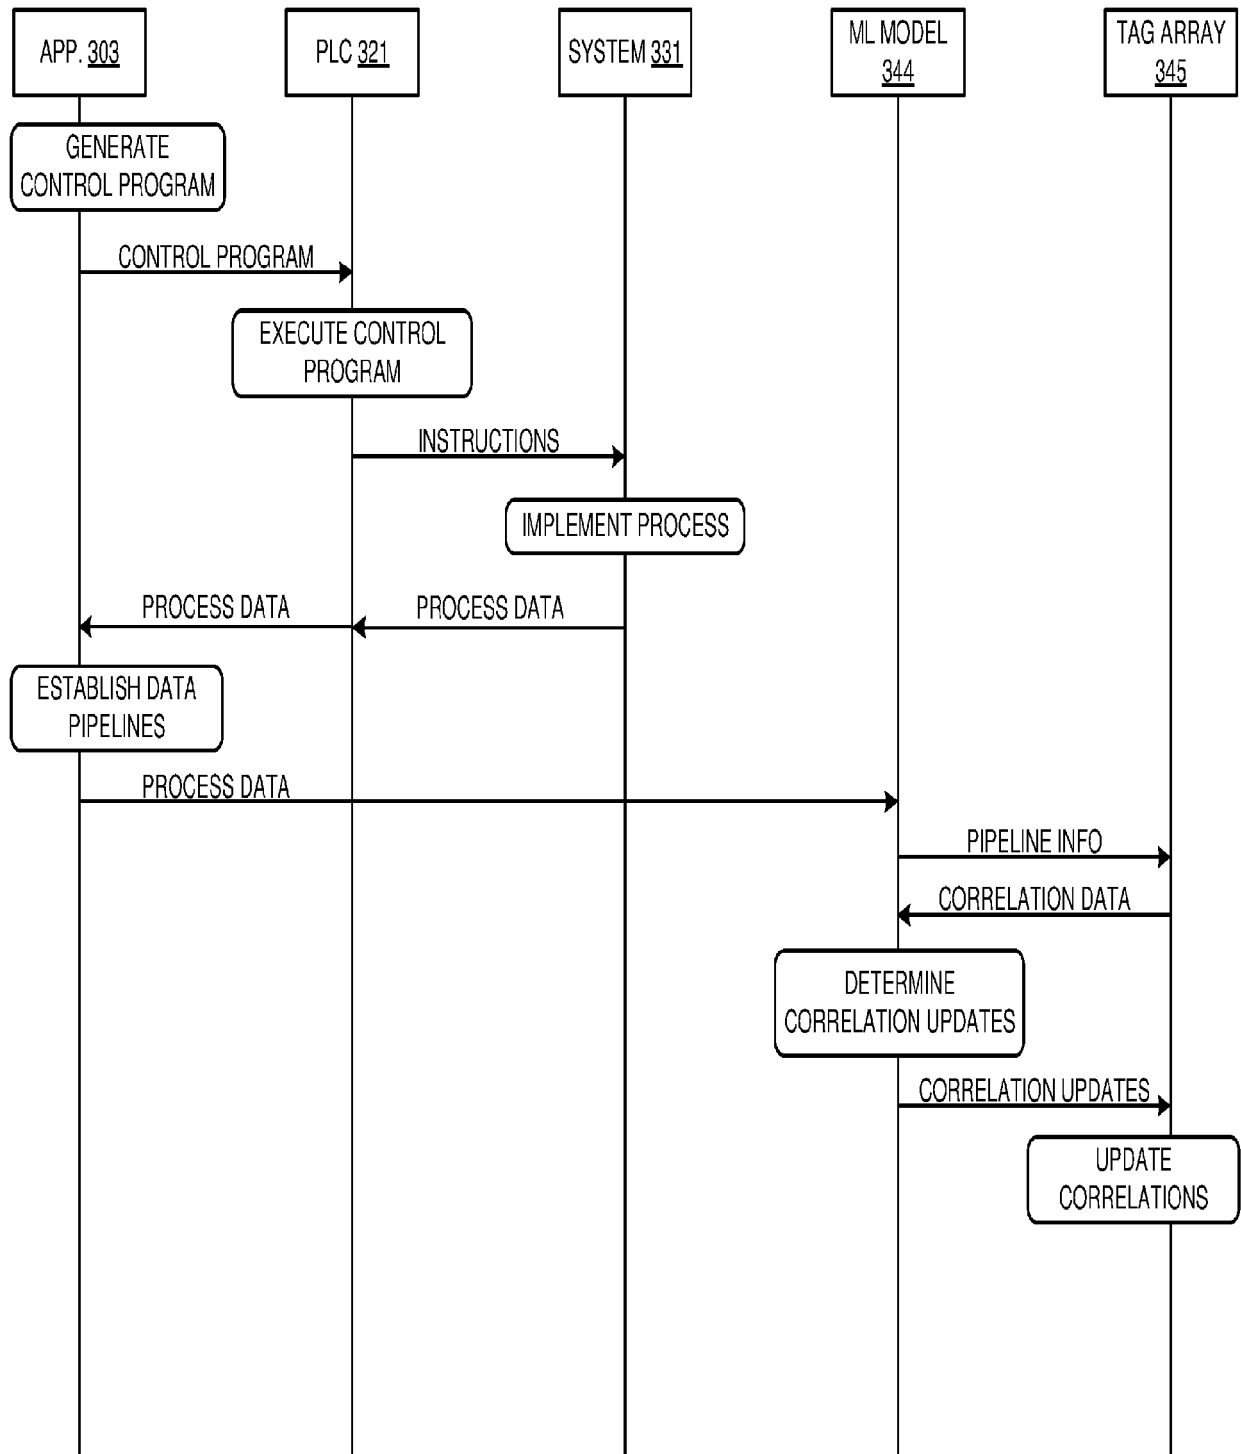 APP. 303
PLC 321
SYSTEM 331
ML MODEL
344
TAG ARRAY
345
GENERATE
CONTROL PROGRAM
CONTROL PROGRAM
EXECUTE CONTROL
PROGRAM
INSTRUCTIONS
IMPLEMENT PROCESS
PROCESS DATA
PROCESS DATA
ESTABLISH DATA
PIPELINES
PROCESS DATA
PIPELINE INFO
CORRELATION DATA
DETERMINE
CORRELATION UPDATES
CORRELATION UPDATES
UPDATE
CORRELATIONS